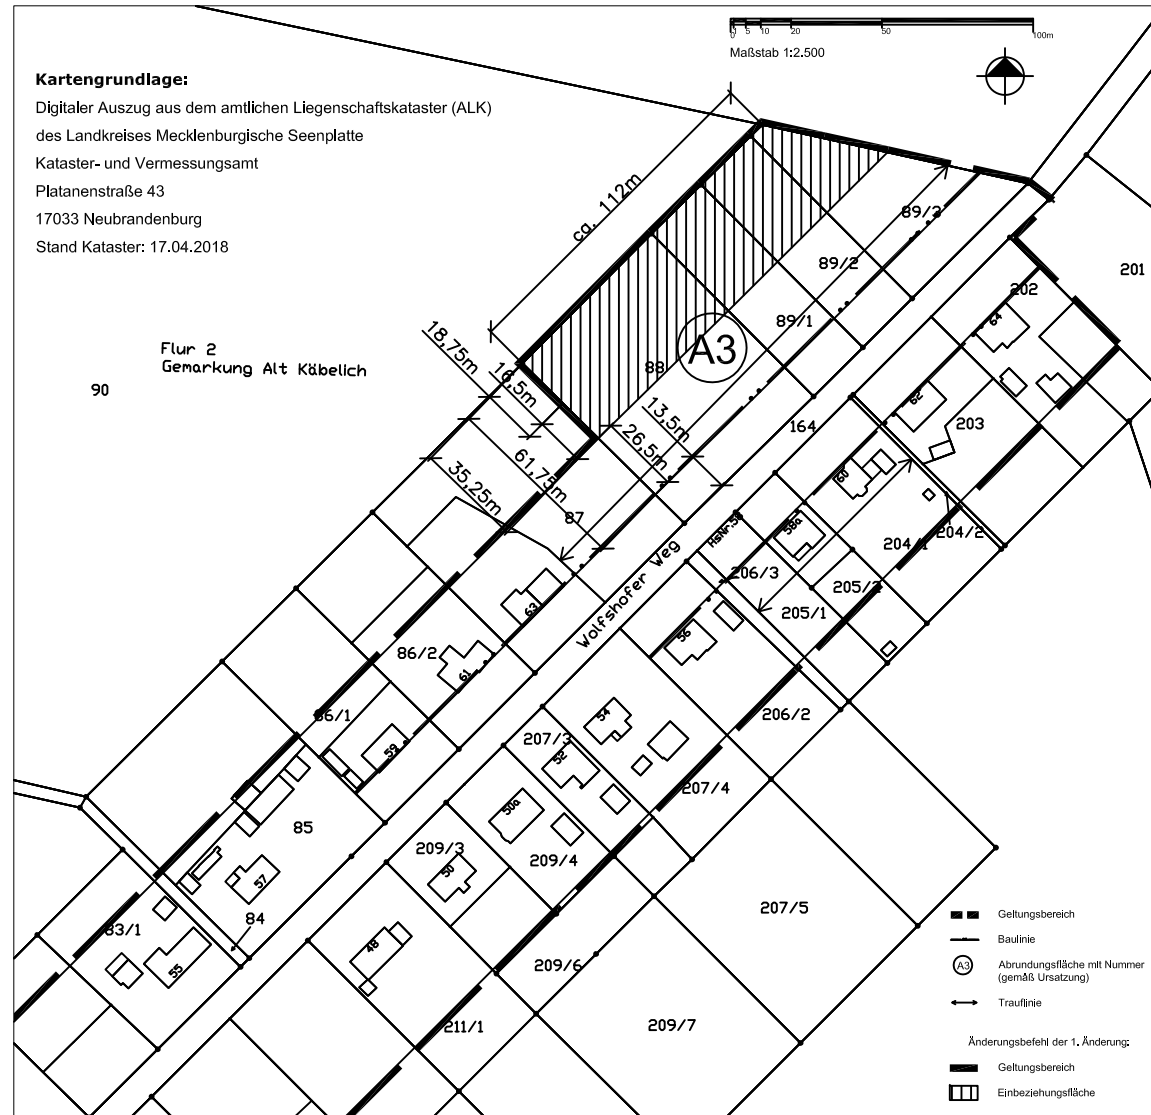 0 5 10 20 50 100m
Maßstab 1:2.500
Kartengrundlage:
Digitaler Auszug aus dem amtlichen Liegenschaftskataster (ALK)
des Landkreises Mecklenburgische Seenplatte
Kataster- und Vermessungsamt
Platanenstraße 43
17033 Neubrandenburg
Stand Kataster: 17.04.2018
ca. 112m
89/3
89/2
89/1
88
A3
201
202
64
62
203
Flur 2
Gemarkung Alt Käbelich
90
18,75m
16,5m
13,5m
26,5m
61,75m
35,25m
87
164
60
58a
HsNr.58
204/1
204/2
206/3
205/2
205/1
Wolfshofer Weg
63
56
86/2
61
86/1
59
54
206/2
207/3
52
207/4
50a
85
209/3
209/4
50
57
84
83/1
55
48
207/5
209/6
209/7
211/1
Geltungsbereich
Baulinie
A3 Abrundungsfläche mit Nummer
(gemäß Ursatzung)
Trauflinie
Änderungsbefehl der 1. Änderung:
Geltungsbereich
Einbeziehungsfläche